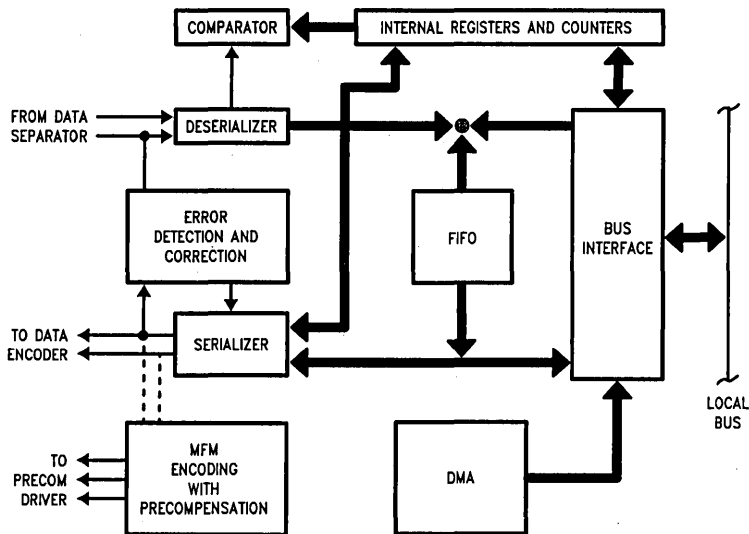 COMPARATOR
INTERNAL REGISTERS AND COUNTERS
FROM DATA
SEPARATOR
DESERIALIZER
ERROR
DETECTION AND
CORRECTION
FIFO
BUS
INTERFACE
TO DATA
ENCODER
SERIALIZER
LOCAL
BUS
TO
PRECOM
DRIVER
MFM
ENCODING
WITH
PRECOMPENSATION
DMA